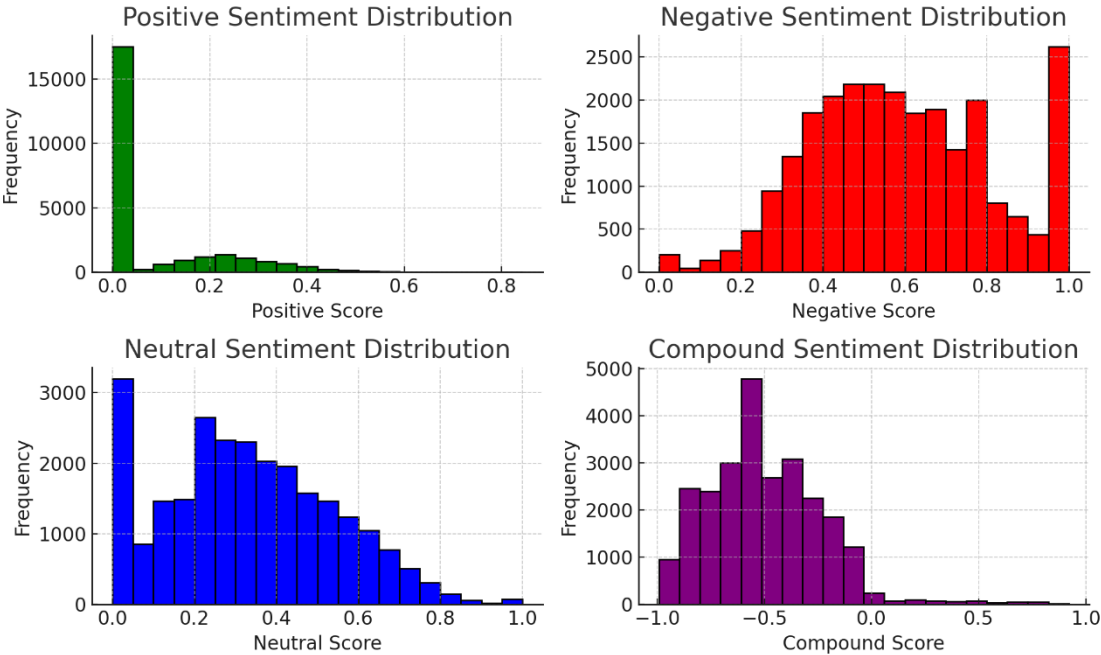 Positive Sentiment Distribution
Frequency
15000
10000
5000
0
0.0 0.2 0.4 0.6 0.8
Positive Score
Negative Sentiment Distribution
Frequency
2500
2000
1500
1000
500
0
0.0 0.2 0.4 0.6 0.8 1.0
Negative Score
Neutral Sentiment Distribution
Frequency
3000
2000
1000
0
0.0 0.2 0.4 0.6 0.8 1.0
Neutral Score
Compound Sentiment Distribution
Frequency
5000
4000
3000
2000
1000
0
−1.0 −0.5 0.0 0.5 1.0
Compound Score